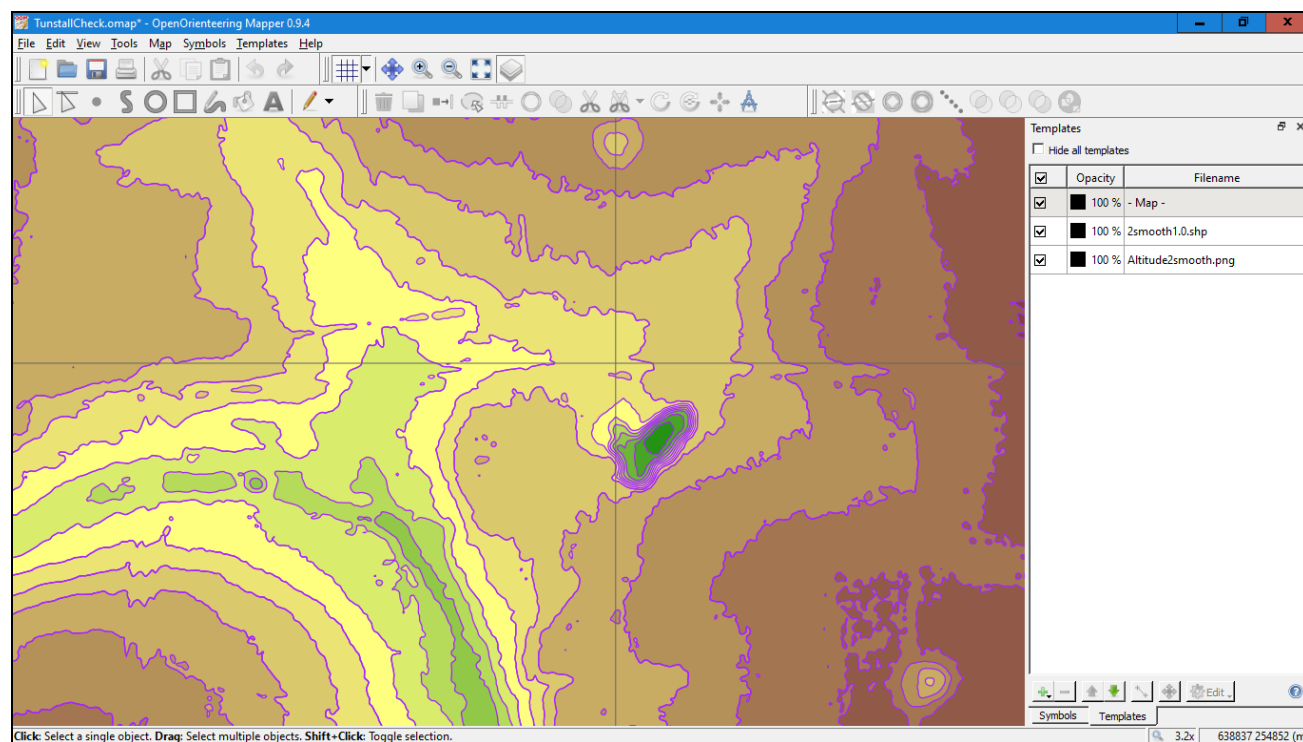 TunstallCheck.omap* - OpenOrienteering Mapper 0.9.4
File Edit View Tools Map Symbols Templates Help
Templates
Hide all templates
Opacity Filename
100 % - Map -
100 % 2smooth1.0.shp
100 % Altitude2smooth.png
Edit
Symbols Templates
Click: Select a single object. Drag: Select multiple objects. Shift+Click: Toggle selection.
3.2x 638837 254852 (m